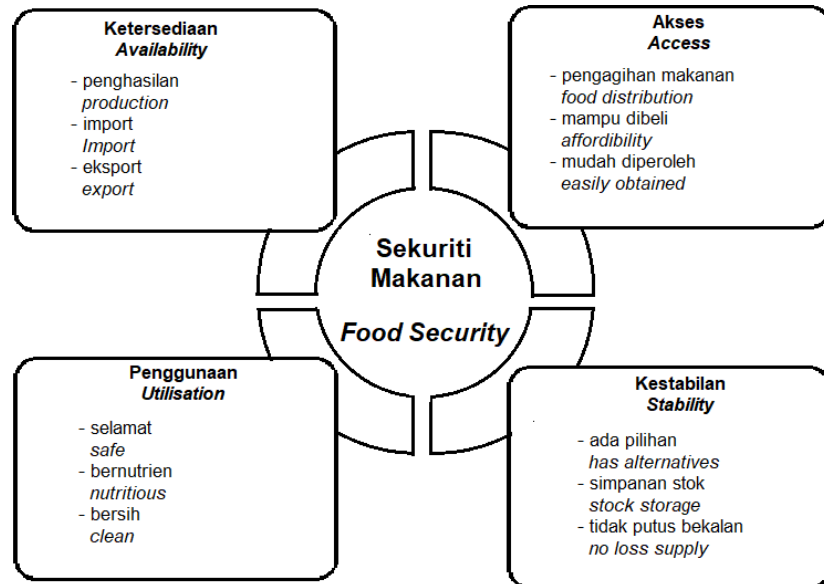 Ketersediaan
Availability
- penghasilan
production
- import
Import
- eksport
export
Akses
Access
- pengagihan makanan
food distribution
- mampu dibeli
affordibility
- mudah diperoleh
easily obtained
Sekuriti
Makanan
Food Security
Penggunaan
Utilisation
- selamat
safe
- bernutrien
nutritious
- bersih
clean
Kestabilan
Stability
- ada pilihan
has alternatives
- simpanan stok
stock storage
- tidak putus bekalan
no loss supply